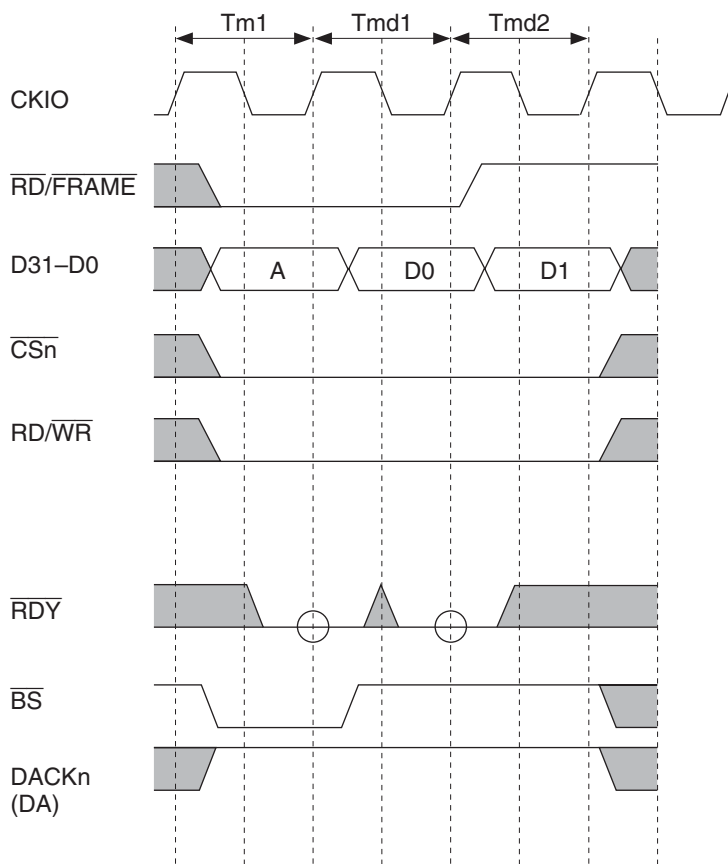 Tm1 Tmd1 Tmd2
CKIO
RD/FRAME
D31–D0 A D0 D1
CSn
RD/WR
RDY
BS
DACKn
(DA)